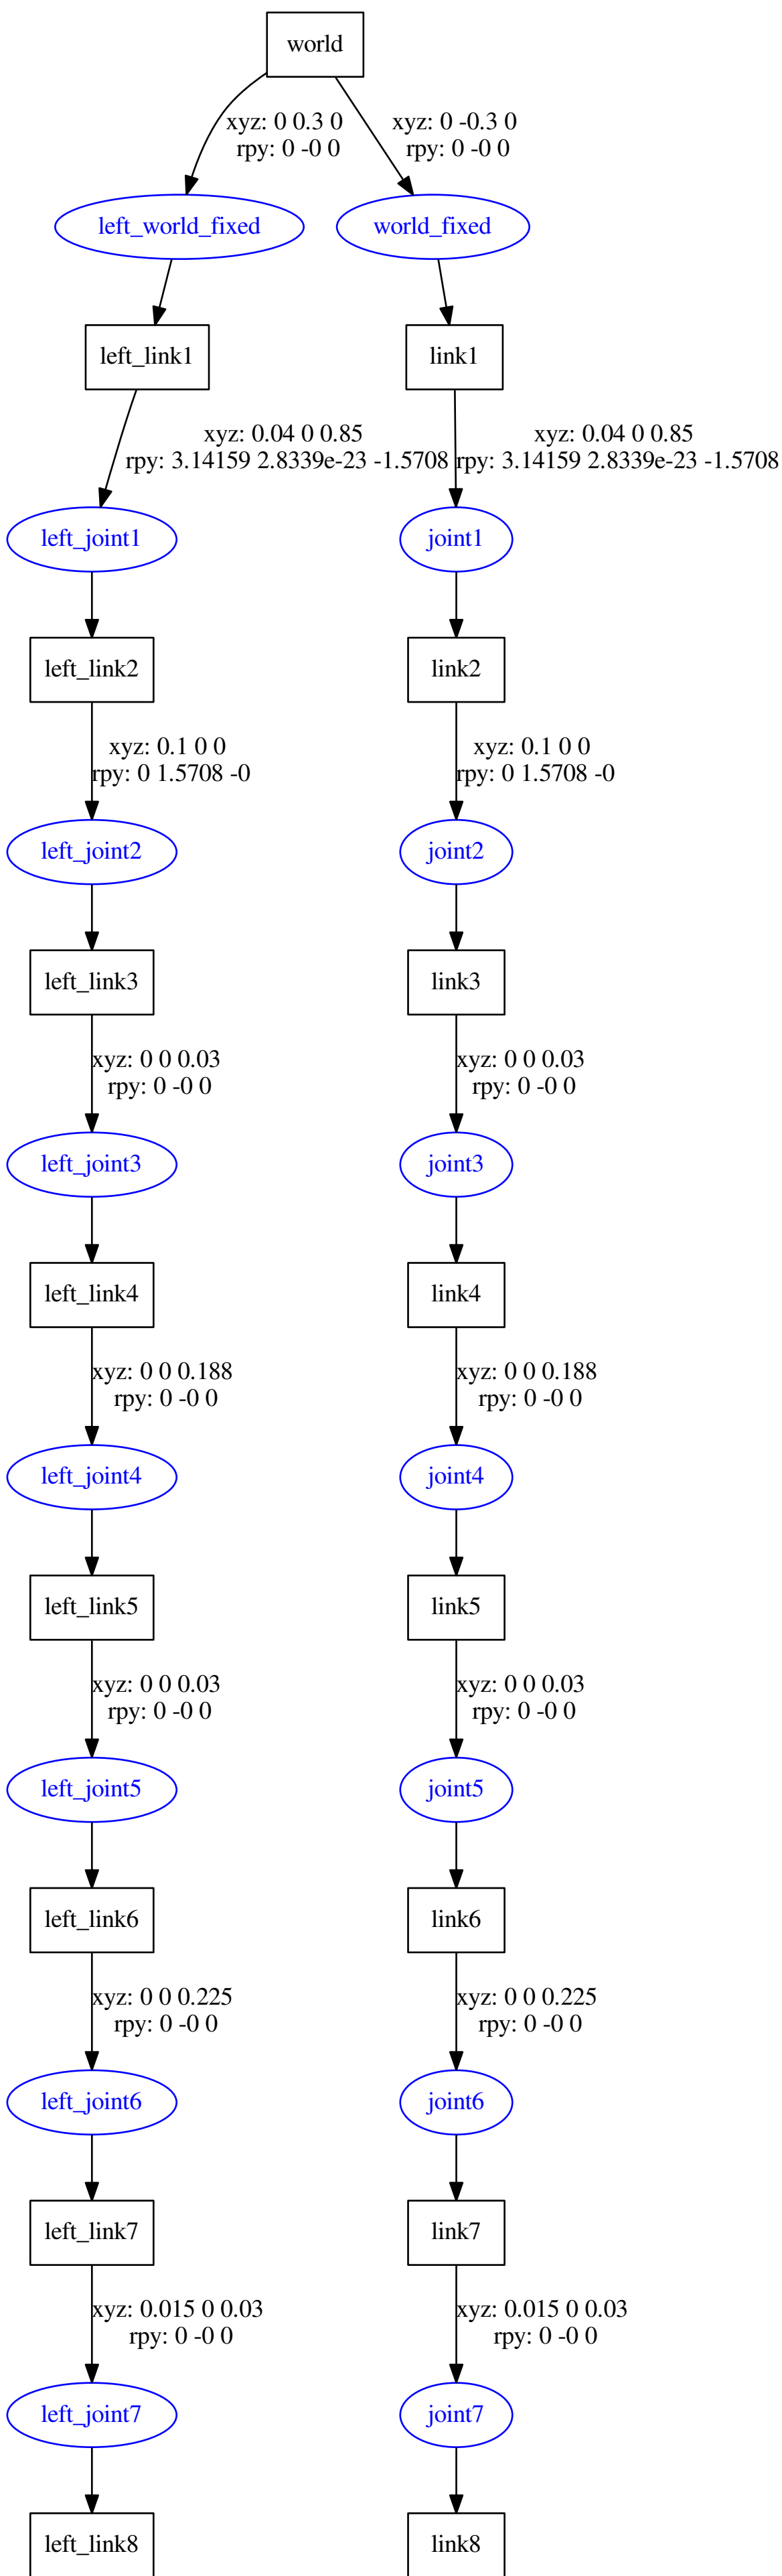 world
xyz: 0 0.3 0
rpy: 0 -0 0
xyz: 0 -0.3 0
rpy: 0 -0 0
left_world_fixed
world_fixed
left_link1
link1
xyz: 0.04 0 0.85
rpy: 3.14159 2.8339e-23 -1.5708
xyz: 0.04 0 0.85
rpy: 3.14159 2.8339e-23 -1.5708
left_joint1
joint1
left_link2
link2
xyz: 0.1 0 0
rpy: 0 1.5708 -0
xyz: 0.1 0 0
rpy: 0 1.5708 -0
left_joint2
joint2
left_link3
link3
xyz: 0 0 0.03
rpy: 0 -0 0
xyz: 0 0 0.03
rpy: 0 -0 0
left_joint3
joint3
left_link4
link4
xyz: 0 0 0.188
rpy: 0 -0 0
xyz: 0 0 0.188
rpy: 0 -0 0
left_joint4
joint4
left_link5
link5
xyz: 0 0 0.03
rpy: 0 -0 0
xyz: 0 0 0.03
rpy: 0 -0 0
left_joint5
joint5
left_link6
link6
xyz: 0 0 0.225
rpy: 0 -0 0
xyz: 0 0 0.225
rpy: 0 -0 0
left_joint6
joint6
left_link7
link7
xyz: 0.015 0 0.03
rpy: 0 -0 0
xyz: 0.015 0 0.03
rpy: 0 -0 0
left_joint7
joint7
left_link8
link8